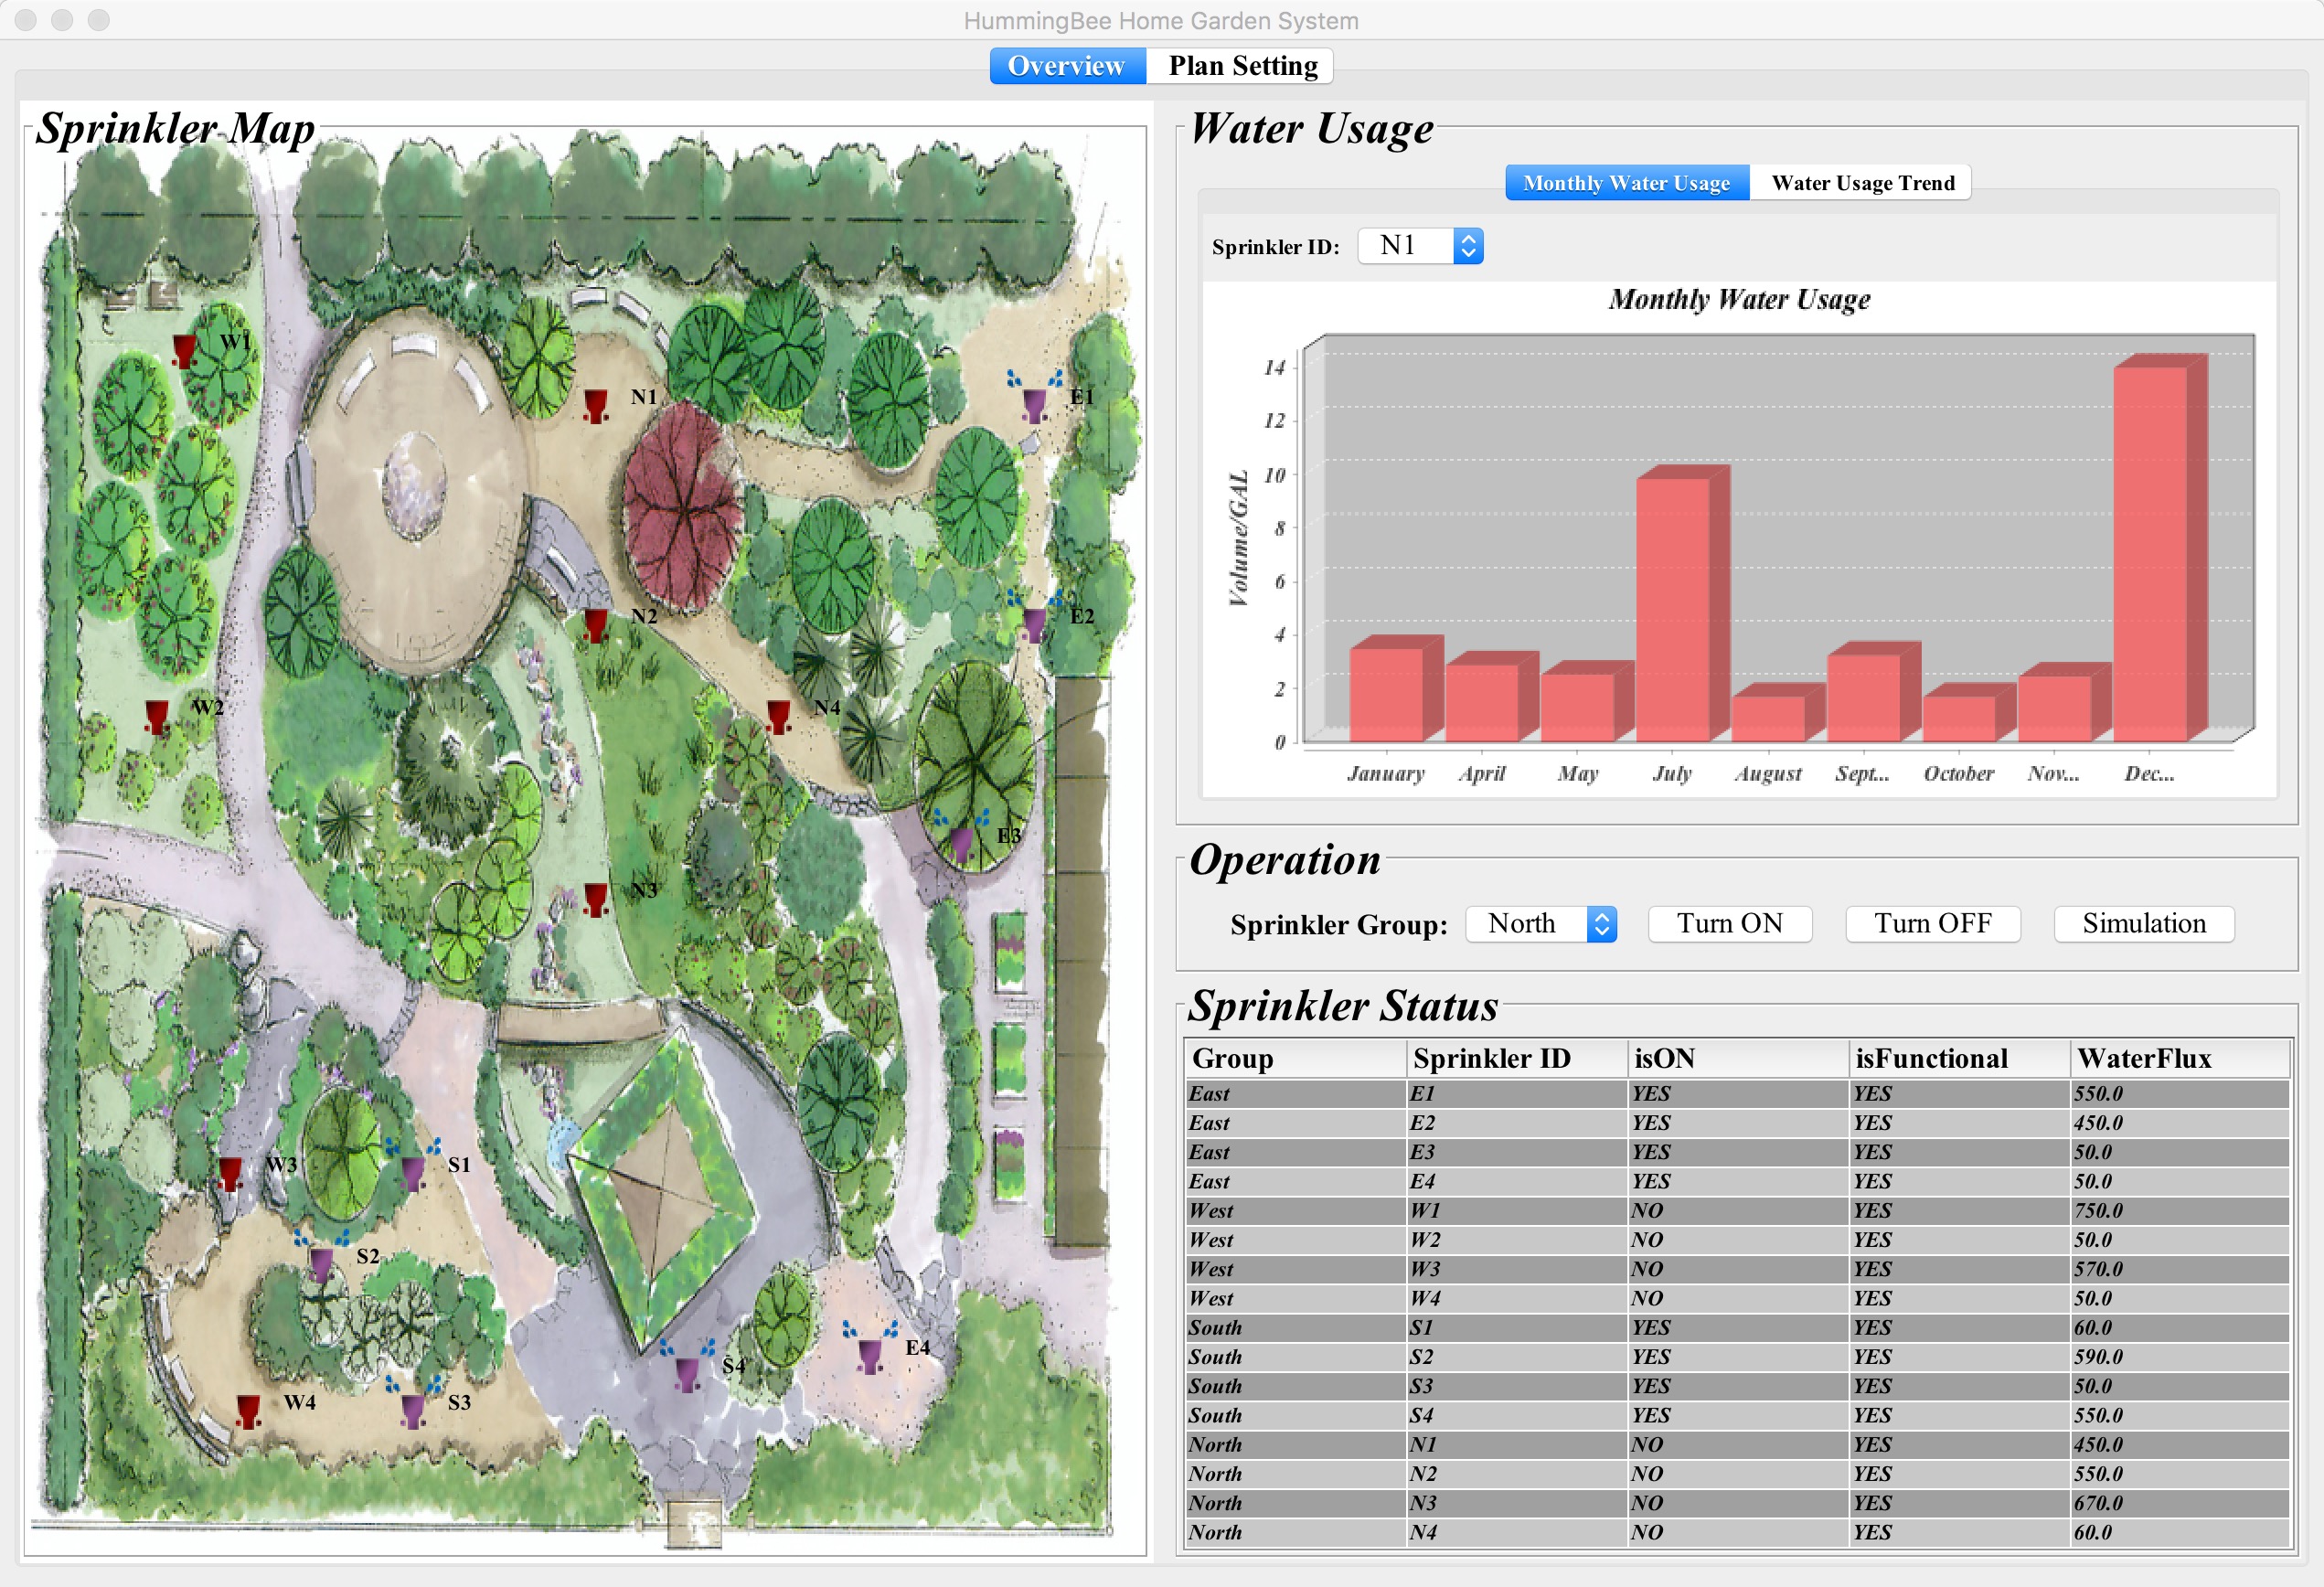 HummingBee Home Garden System
Overview Plan Setting
Sprinkler Map
W1
N1
E1
N2
E2
W2
N4
E3
N3
W3
S1
S2
E4
S4
W4
S3
Water Usage
Monthly Water Usage Water Usage Trend
Sprinkler ID: N1
Monthly Water Usage
Volume/GAL
14
12
10
8
6
4
2
0
January April May July August Sept... October Nov... Dec...
Operation
Sprinkler Group: North Turn ON Turn OFF Simulation
Sprinkler Status
Group Sprinkler ID isON isFunctional WaterFlux
East E1 YES YES 550.0
East E2 YES YES 450.0
East E3 YES YES 50.0
East E4 YES YES 50.0
West W1 NO YES 750.0
West W2 NO YES 50.0
West W3 NO YES 570.0
West W4 NO YES 50.0
South S1 YES YES 60.0
South S2 YES YES 590.0
South S3 YES YES 50.0
South S4 YES YES 550.0
North N1 NO YES 450.0
North N2 NO YES 550.0
North N3 NO YES 670.0
North N4 NO YES 60.0